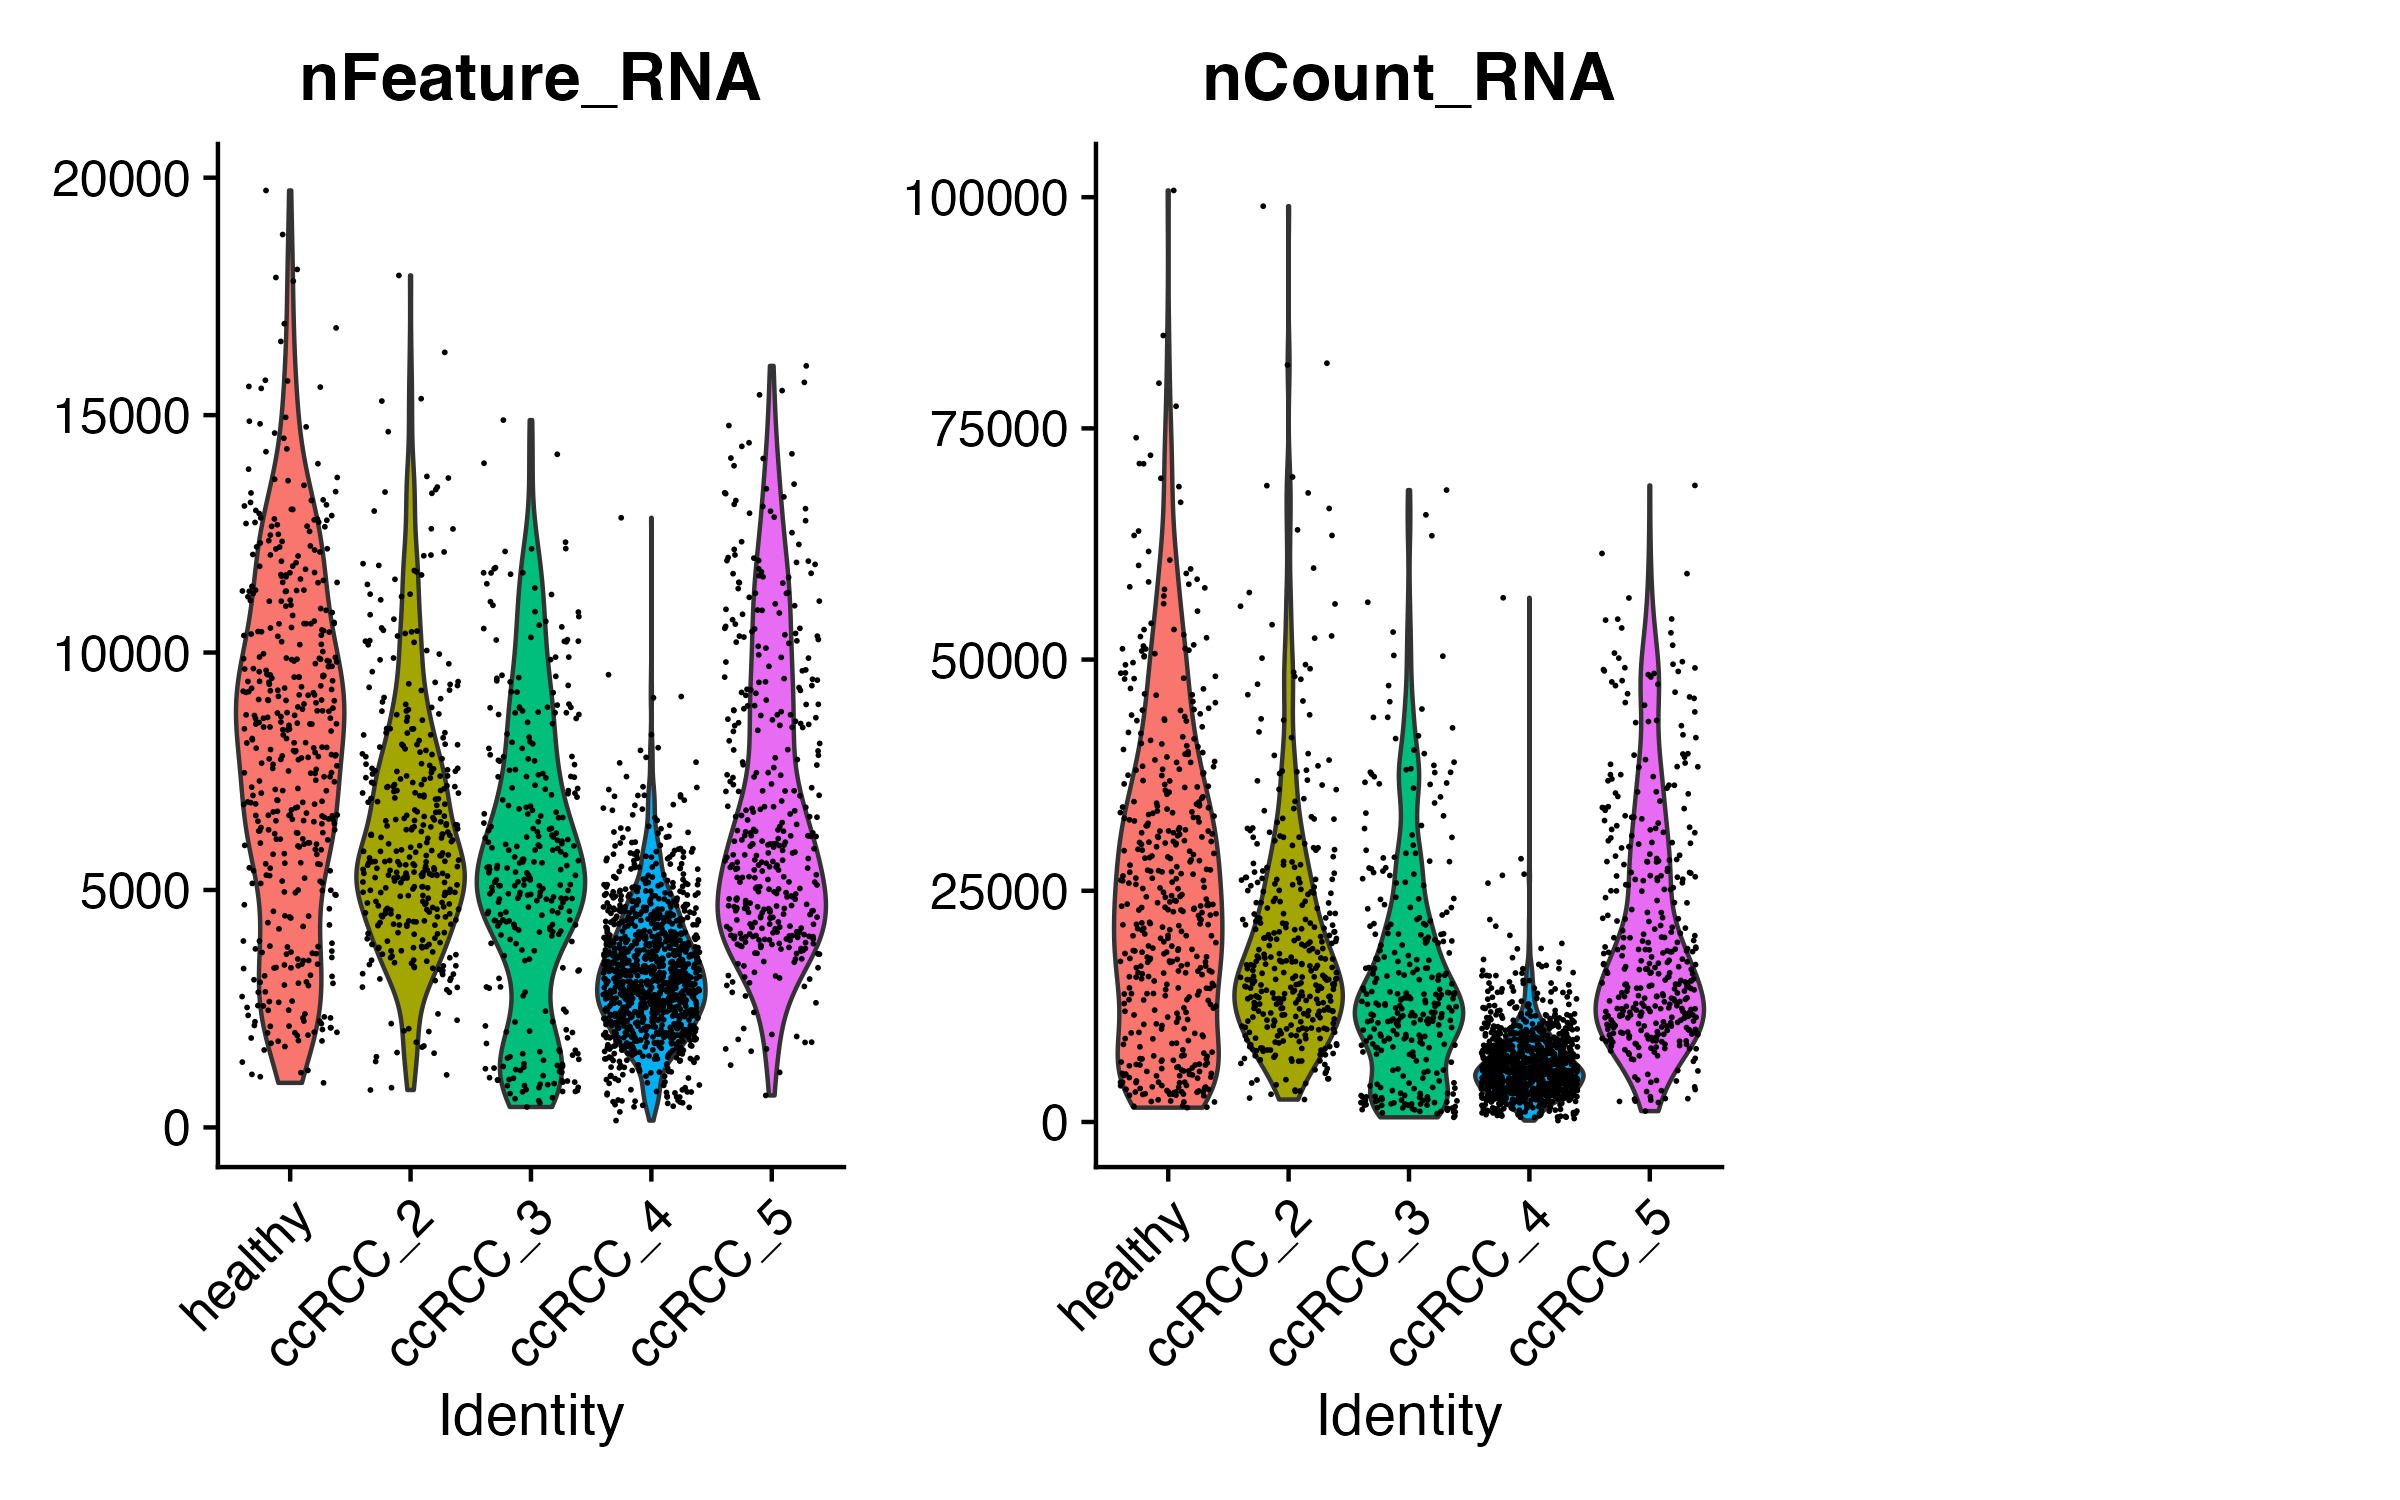 nFeature_RNA
20000
15000
10000
5000
0
healthy
ccRCC_2
ccRCC_3
ccRCC_4
ccRCC_5
Identity
nCount_RNA
100000
75000
50000
25000
0
healthy
ccRCC_2
ccRCC_3
ccRCC_4
ccRCC_5
Identity